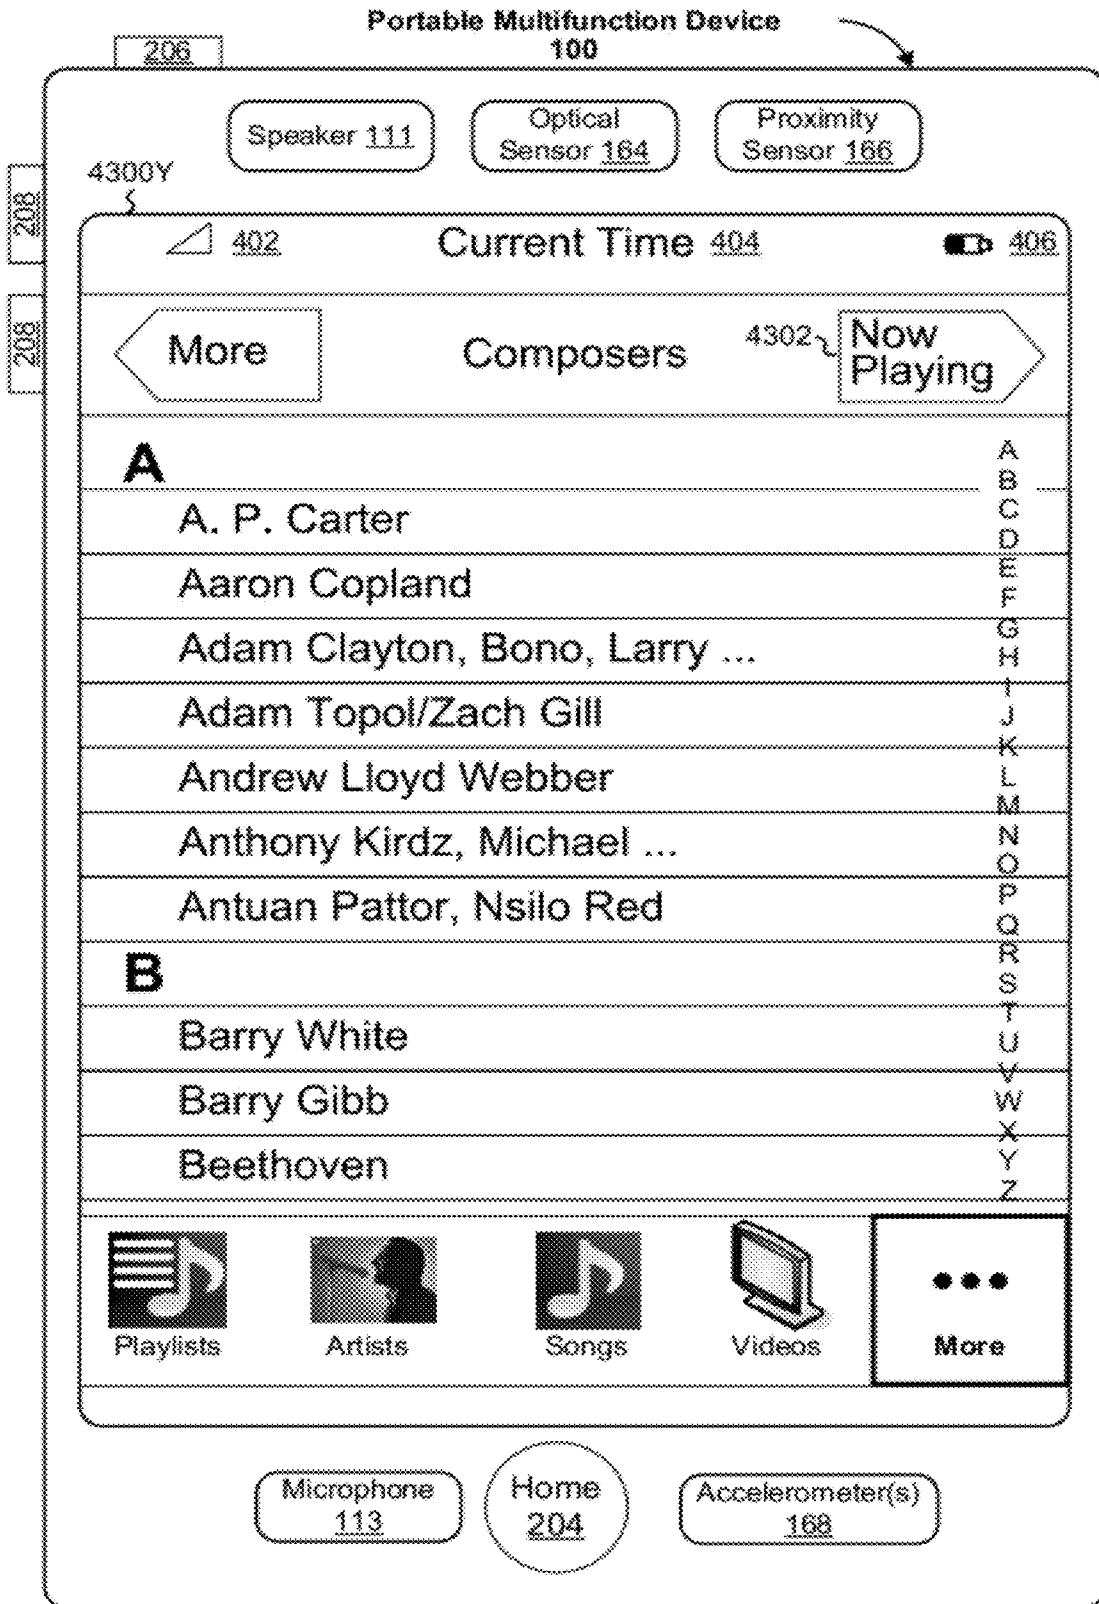 Portable Multifunction Device
100
206
Speaker 111
Optical
Sensor 164
Proximity
Sensor 166
208
208
4300Y
402
Current Time 404
406
More
Composers
4302
Now
Playing
A
A. P. Carter
Aaron Copland
Adam Clayton, Bono, Larry ...
Adam Topol/Zach Gill
Andrew Lloyd Webber
Anthony Kirdz, Michael ...
Antuan Pattor, Nsilo Red
B
Barry White
Barry Gibb
Beethoven
A
B
C
D
E
F
G
H
I
J
K
L
M
N
O
P
Q
R
S
T
U
V
W
X
Y
Z
Playlists
Artists
Songs
Videos
More
Microphone
113
Home
204
Accelerometer(s)
168